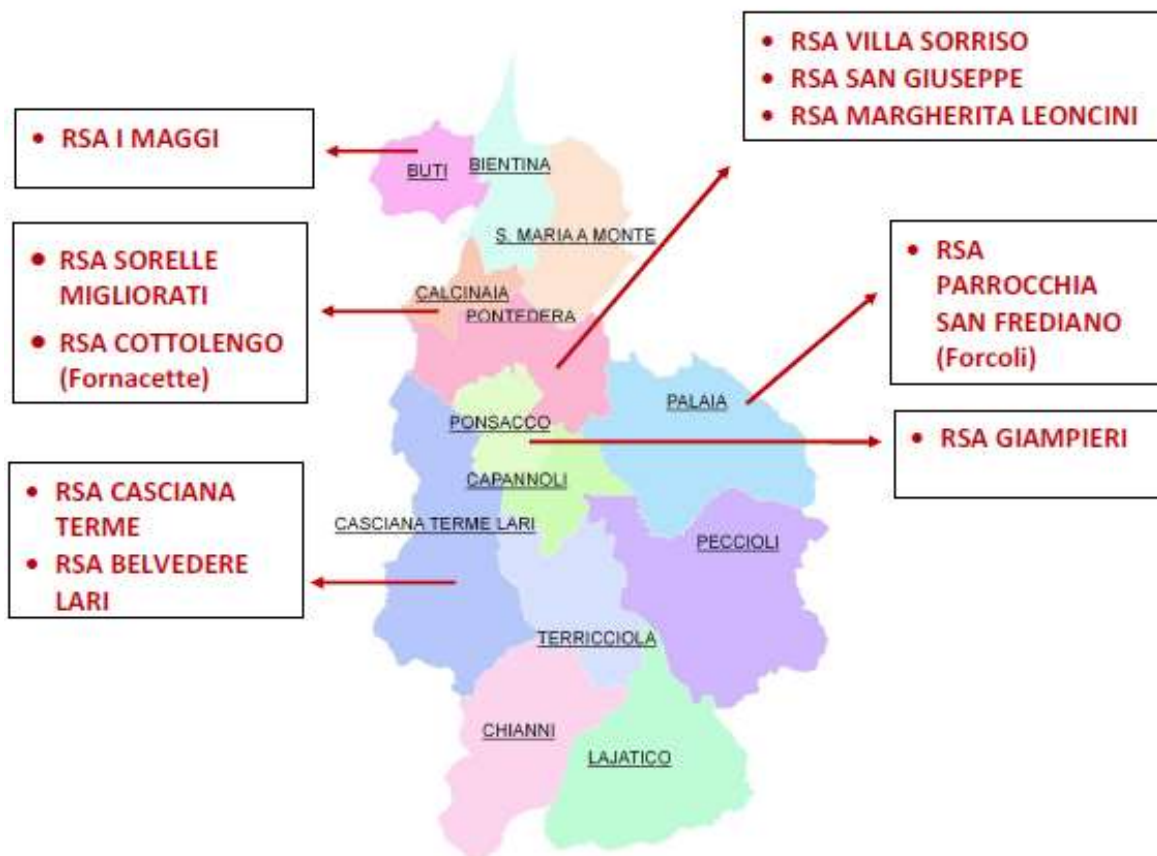 • RSA VILLA SORRISO
• RSA SAN GIUSEPPE
• RSA MARGHERITA LEONCINI
• RSA I MAGGI
BUTI
BIENTINA
S. MARIA A MONTE
• RSA SORELLE
MIGLIORATI
• RSA COTTOLENGO
(Fornacette)
CALCINAIA
PONTEDERA
• RSA
PARROCCHIA
SAN FREDIANO
(Forcoli)
PALAIA
PONSACCO
• RSA GIAMPIERI
CAPANNOLI
• RSA CASCIANA
TERME
• RSA BELVEDERE
LARI
CASCIANA TERME LARI
PECCIOLI
TERRICCIOLA
CHIANNI
LAJATICO